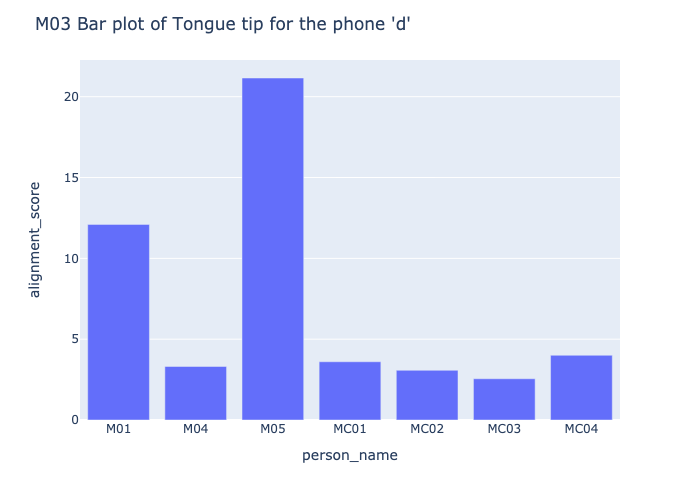 M03 Bar plot of Tongue tip for the phone 'd'
alignment_score
20
15
10
5
0
M01 M04 M05 MC01 MC02 MC03 MC04
person_name